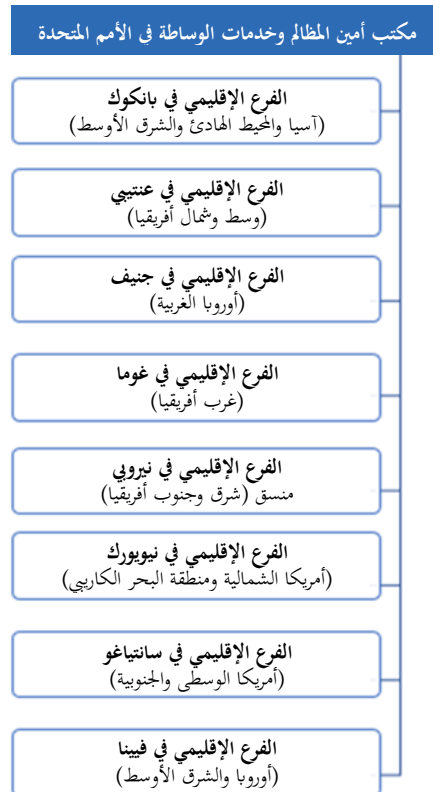 مكتب أمين المظالم وخدمات الوساطة في الأمم المتحدة
الفرع الإقليمي في بانكوك
(آسيا والمحيط الهادئ والشرق الأوسط)
الفرع الإقليمي في عنتيبي
(وسط وشمال أفريقيا)
الفرع الإقليمي في جنيف
(أوروبا الغربية)
الفرع الإقليمي في غوما
(غرب أفريقيا)
الفرع الإقليمي في نيروبي
منسق (شرق وجنوب أفريقيا)
الفرع الإقليمي في نيويورك
(أمريكا الشمالية ومنطقة البحر الكاريبي)
الفرع الإقليمي في سانتياغو
(أمريكا الوسطى والجنوبية)
الفرع الإقليمي في فيينا
(أوروبا والشرق الأوسط)